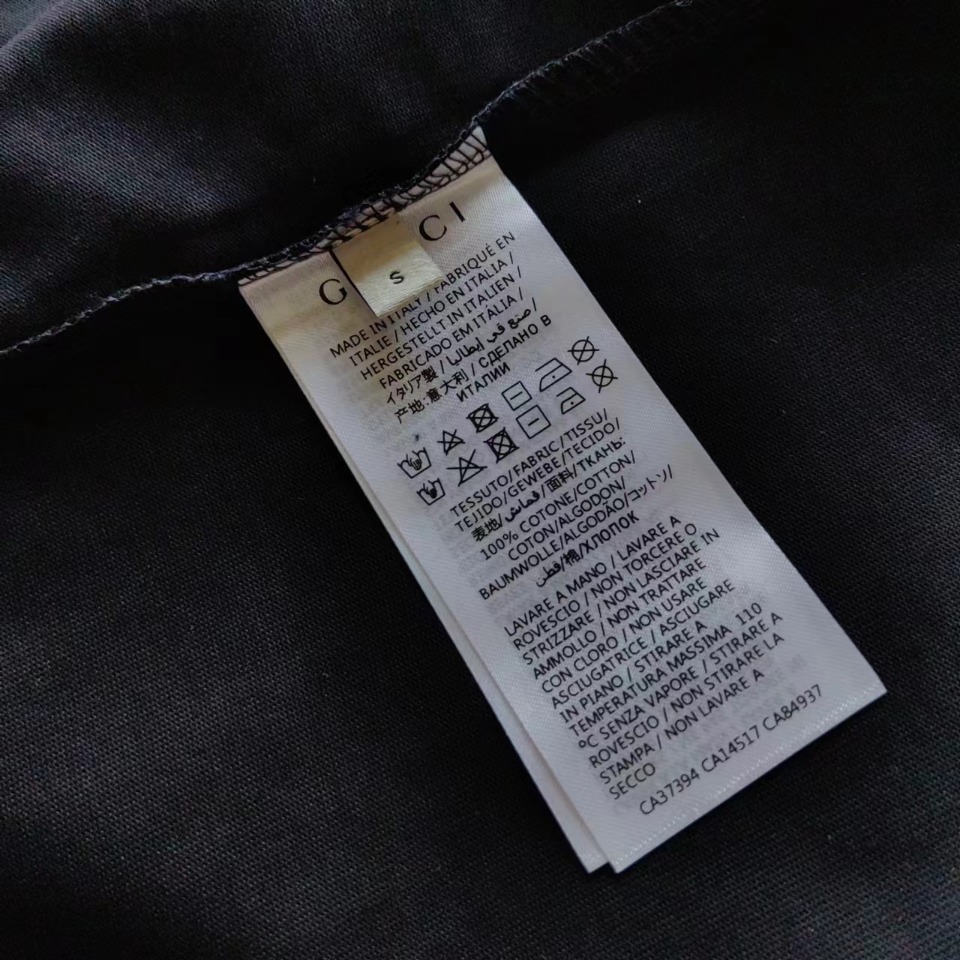 G CI
S
MADE IN ITALY / FABRIQUÉ EN
ITALIE / HECHO EN ITALIA /
HERGESTELLT IN ITALIEN /
FABRICADO EM ITÁLIA /
イタリア製 / صنع في إيطاليا /
产地:意大利 / СДЕЛАНО В
ИТАЛИИ
TESSUTO/FABRIC/TISSU/
TEJIDO/GEWEBE/TECIDO/
表地/قماش/面料/ТКАНЬ:
100% COTONE/COTTON/
COTON/ALGODON/
BAUMWOLLE/ALGODÃO/コットン/
قطن/棉/ХЛОПОК
LAVARE A MANO / LAVARE A
ROVESCIO / NON TORCERE O
STRIZZARE / NON LASCIARE IN
AMMOLLO / NON TRATTARE
CON CLORO / NON USARE
ASCIUGATRICE / ASCIUGARE
IN PIANO / STIRARE A
TEMPERATURA MASSIMA 110
ºC SENZA VAPORE / STIRARE A
ROVESCIO / NON STIRARE LA
STAMPA / NON LAVARE A
SECCO
CA37394 CA14517 CA84937